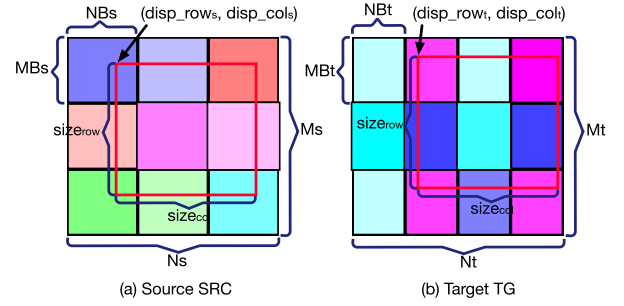 NBs
(disp_rows, disp_cols)
MBs
sizerow
Ms
sizeco
Ns
(a) Source SRC
NBt
(disp_rowt, disp_colt)
MBt
sizerow
Mt
sizecol
Nt
(b) Target TG